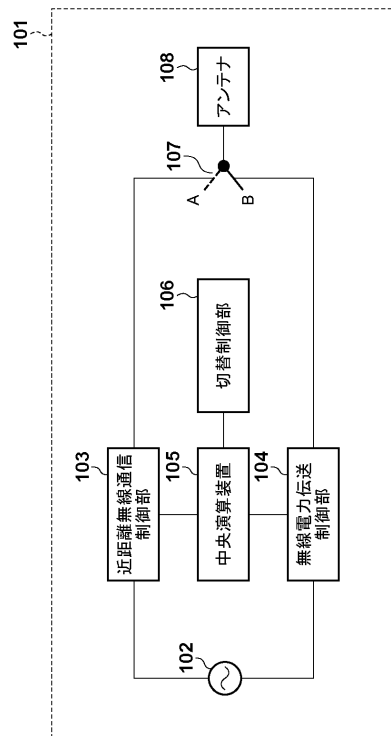 101
102
103
近距離無線通信
制御部
105
中央演算装置
104
無線電力伝送
制御部
106
切替制御部
107
A
B
108
アンテナ